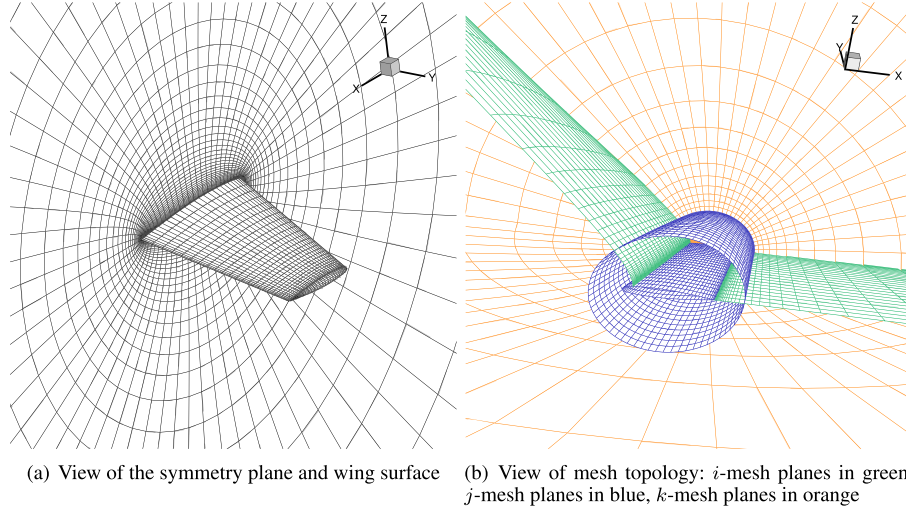 Z
X
Y
Z
Y
X
(a) View of the symmetry plane and wing surface
(b) View of mesh topology: i-mesh planes in green
j-mesh planes in blue, k-mesh planes in orange